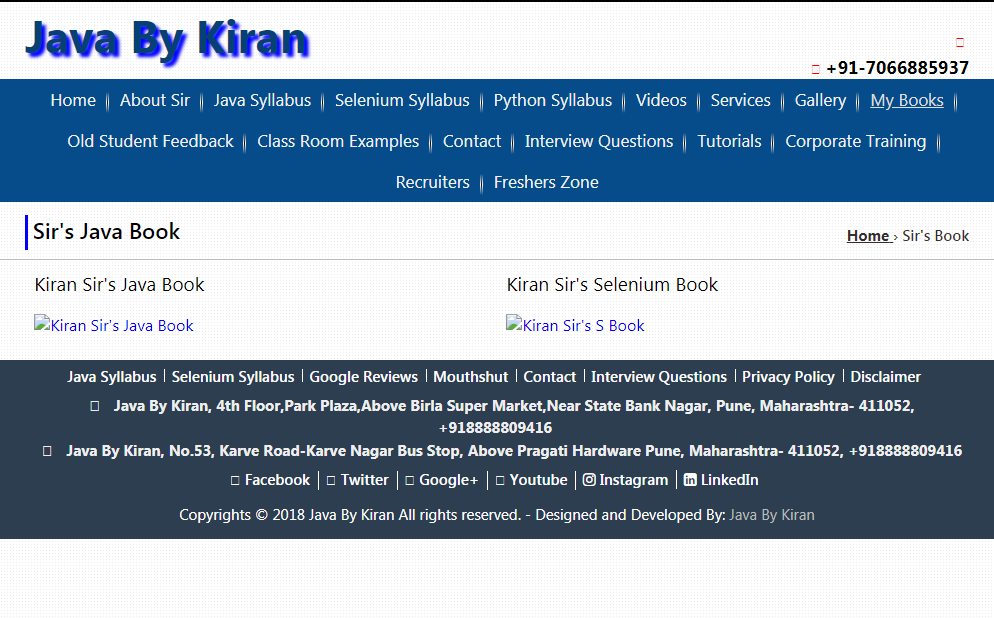 Java By Kiran
+91-7066885937
Home About Sir Java Syllabus Selenium Syllabus Python Syllabus Videos Services Gallery My Books
Old Student Feedback Class Room Examples Contact Interview Questions Tutorials Corporate Training
Recruiters Freshers Zone
Sir's Java Book
Home › Sir's Book
Kiran Sir's Java Book Kiran Sir's Selenium Book
Kiran Sir's Java Book Kiran Sir's S Book
Java Syllabus Selenium Syllabus Google Reviews Mouthshut Contact Interview Questions Privacy Policy Disclaimer
Java By Kiran, 4th Floor,Park Plaza,Above Birla Super Market,Near State Bank Nagar, Pune, Maharashtra- 411052,
+918888809416
Java By Kiran, No.53, Karve Road-Karve Nagar Bus Stop, Above Pragati Hardware Pune, Maharashtra- 411052, +918888809416
Facebook Twitter Google+ Youtube Instagram LinkedIn
Copyrights © 2018 Java By Kiran All rights reserved. - Designed and Developed By: Java By Kiran